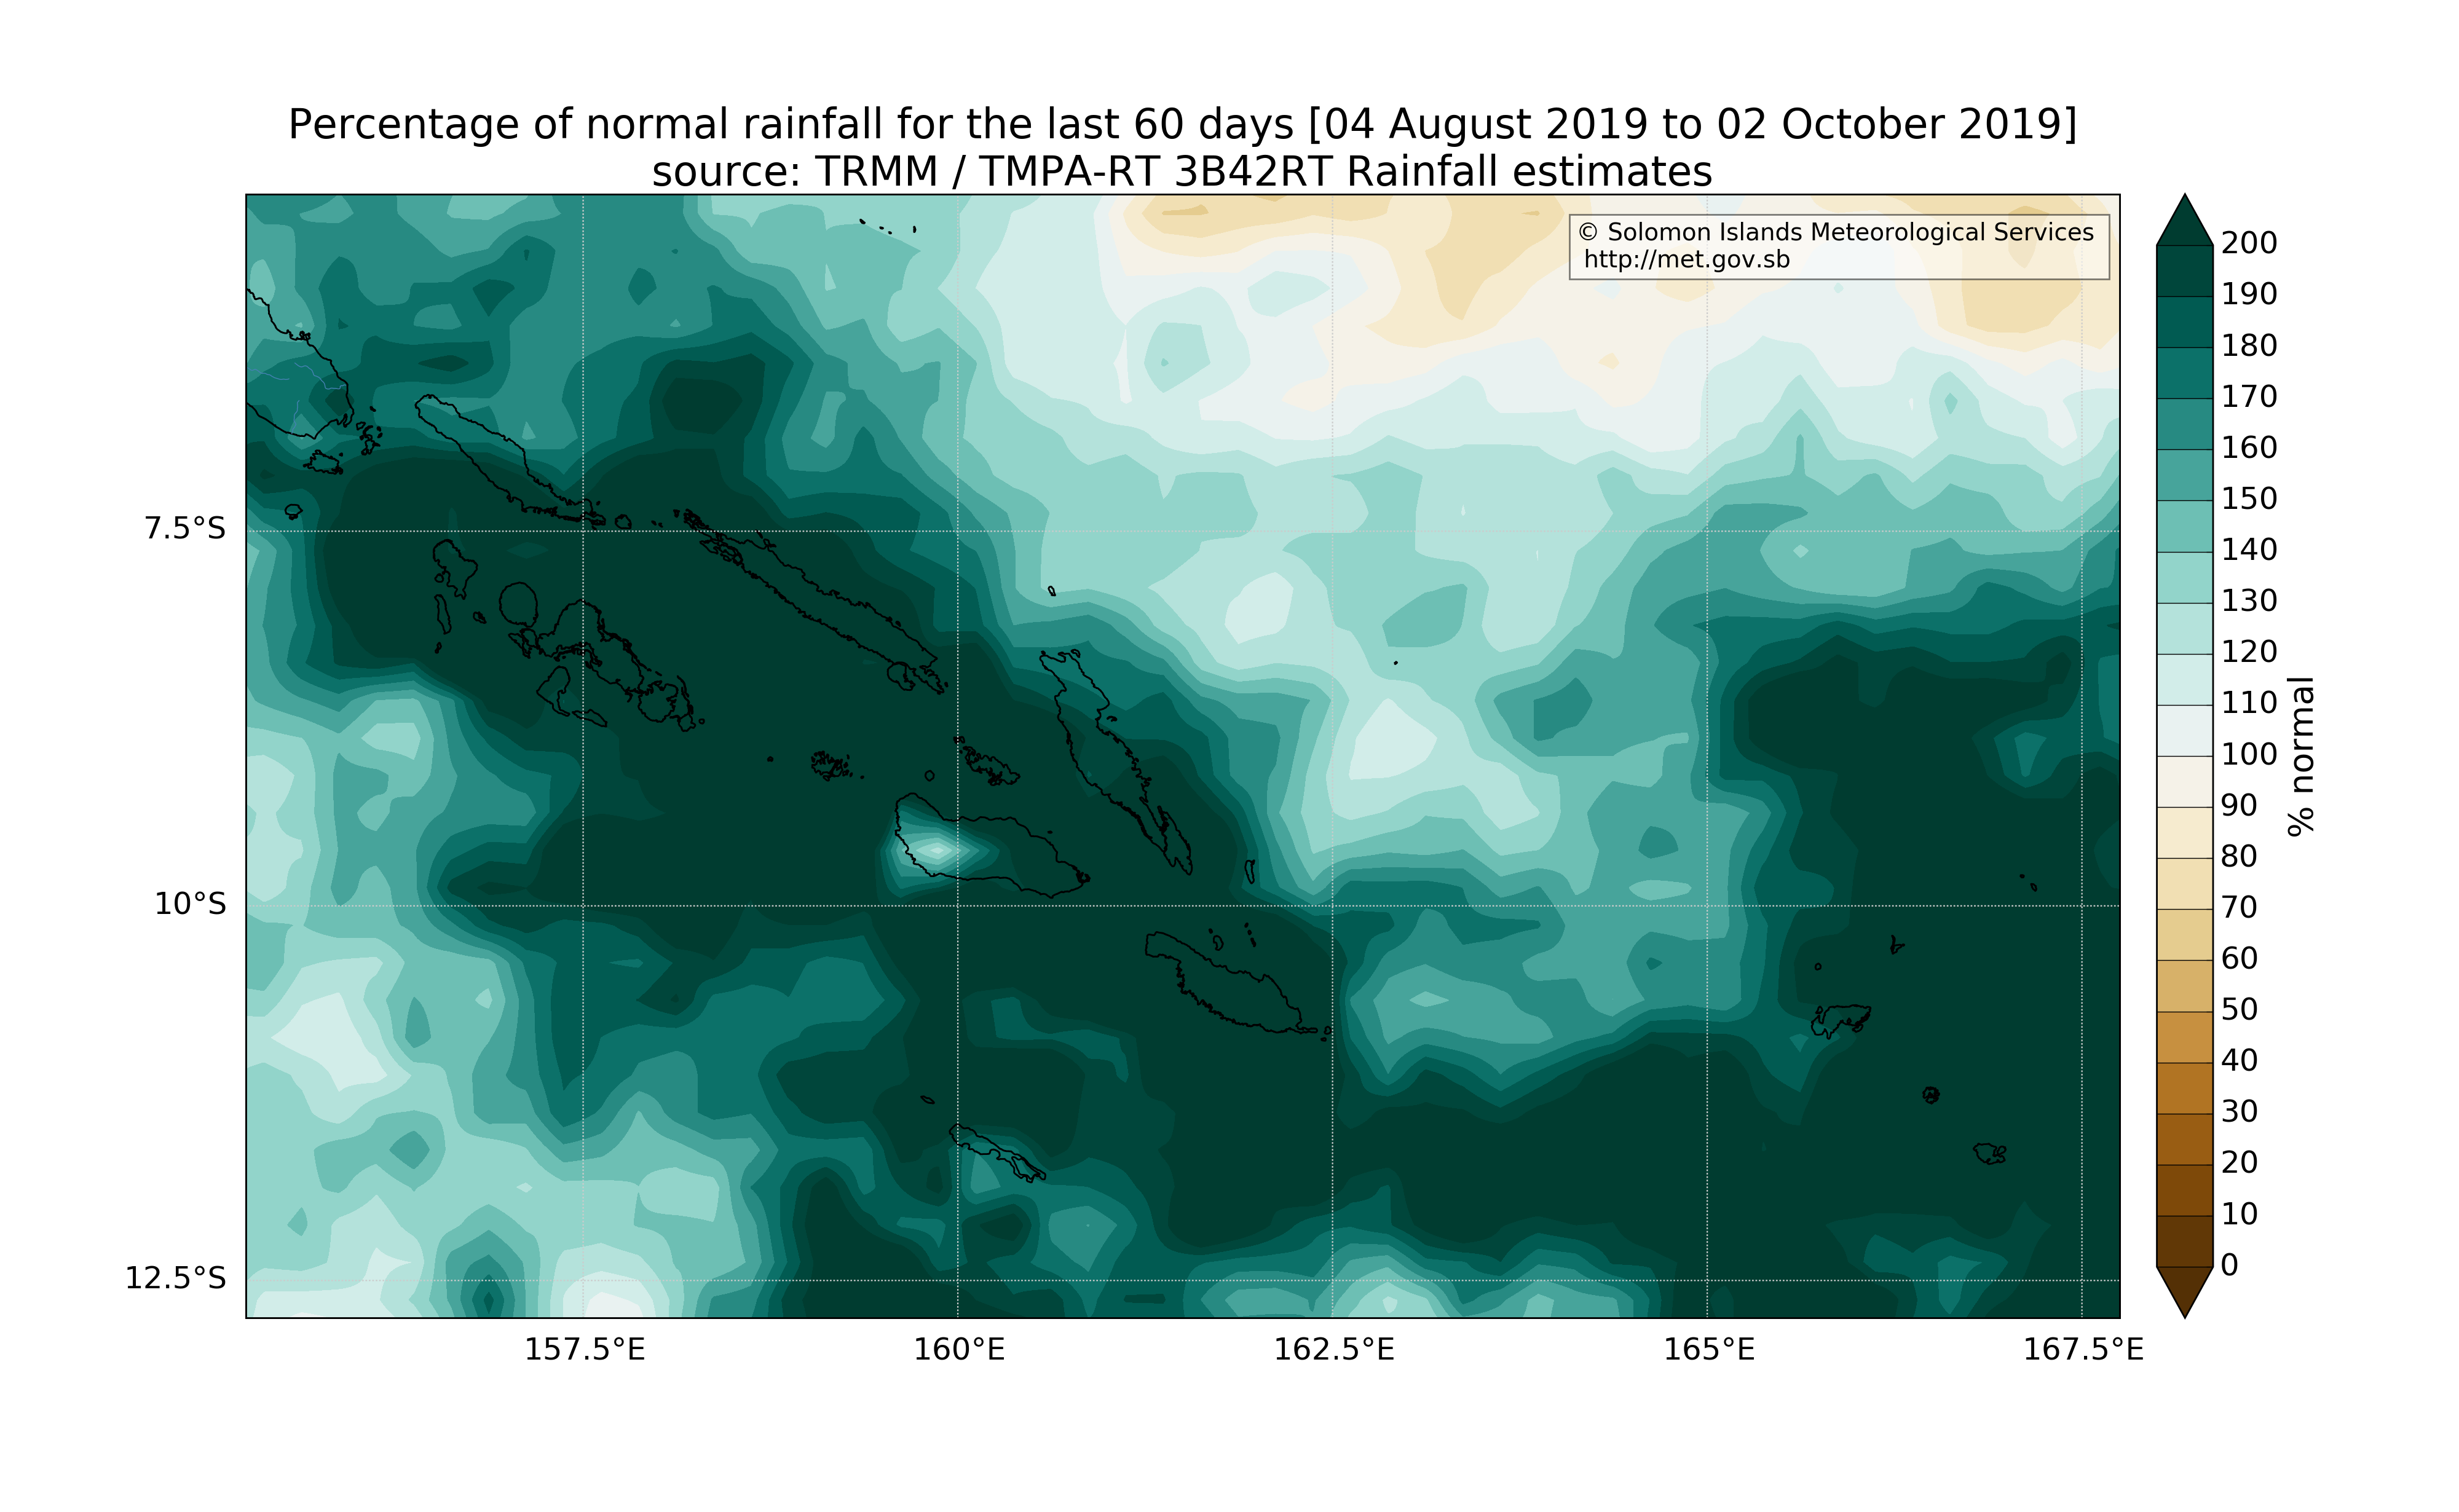 Percentage of normal rainfall for the last 60 days [04 August 2019 to 02 October 2019]
source: TRMM / TMPA-RT 3B42RT Rainfall estimates
© Solomon Islands Meteorological Services
http://met.gov.sb
7.5°S
10°S
12.5°S
157.5°E
160°E
162.5°E
165°E
167.5°E
200
190
180
170
160
150
140
130
120
110
100
90
80
70
60
50
40
30
20
10
0
% normal